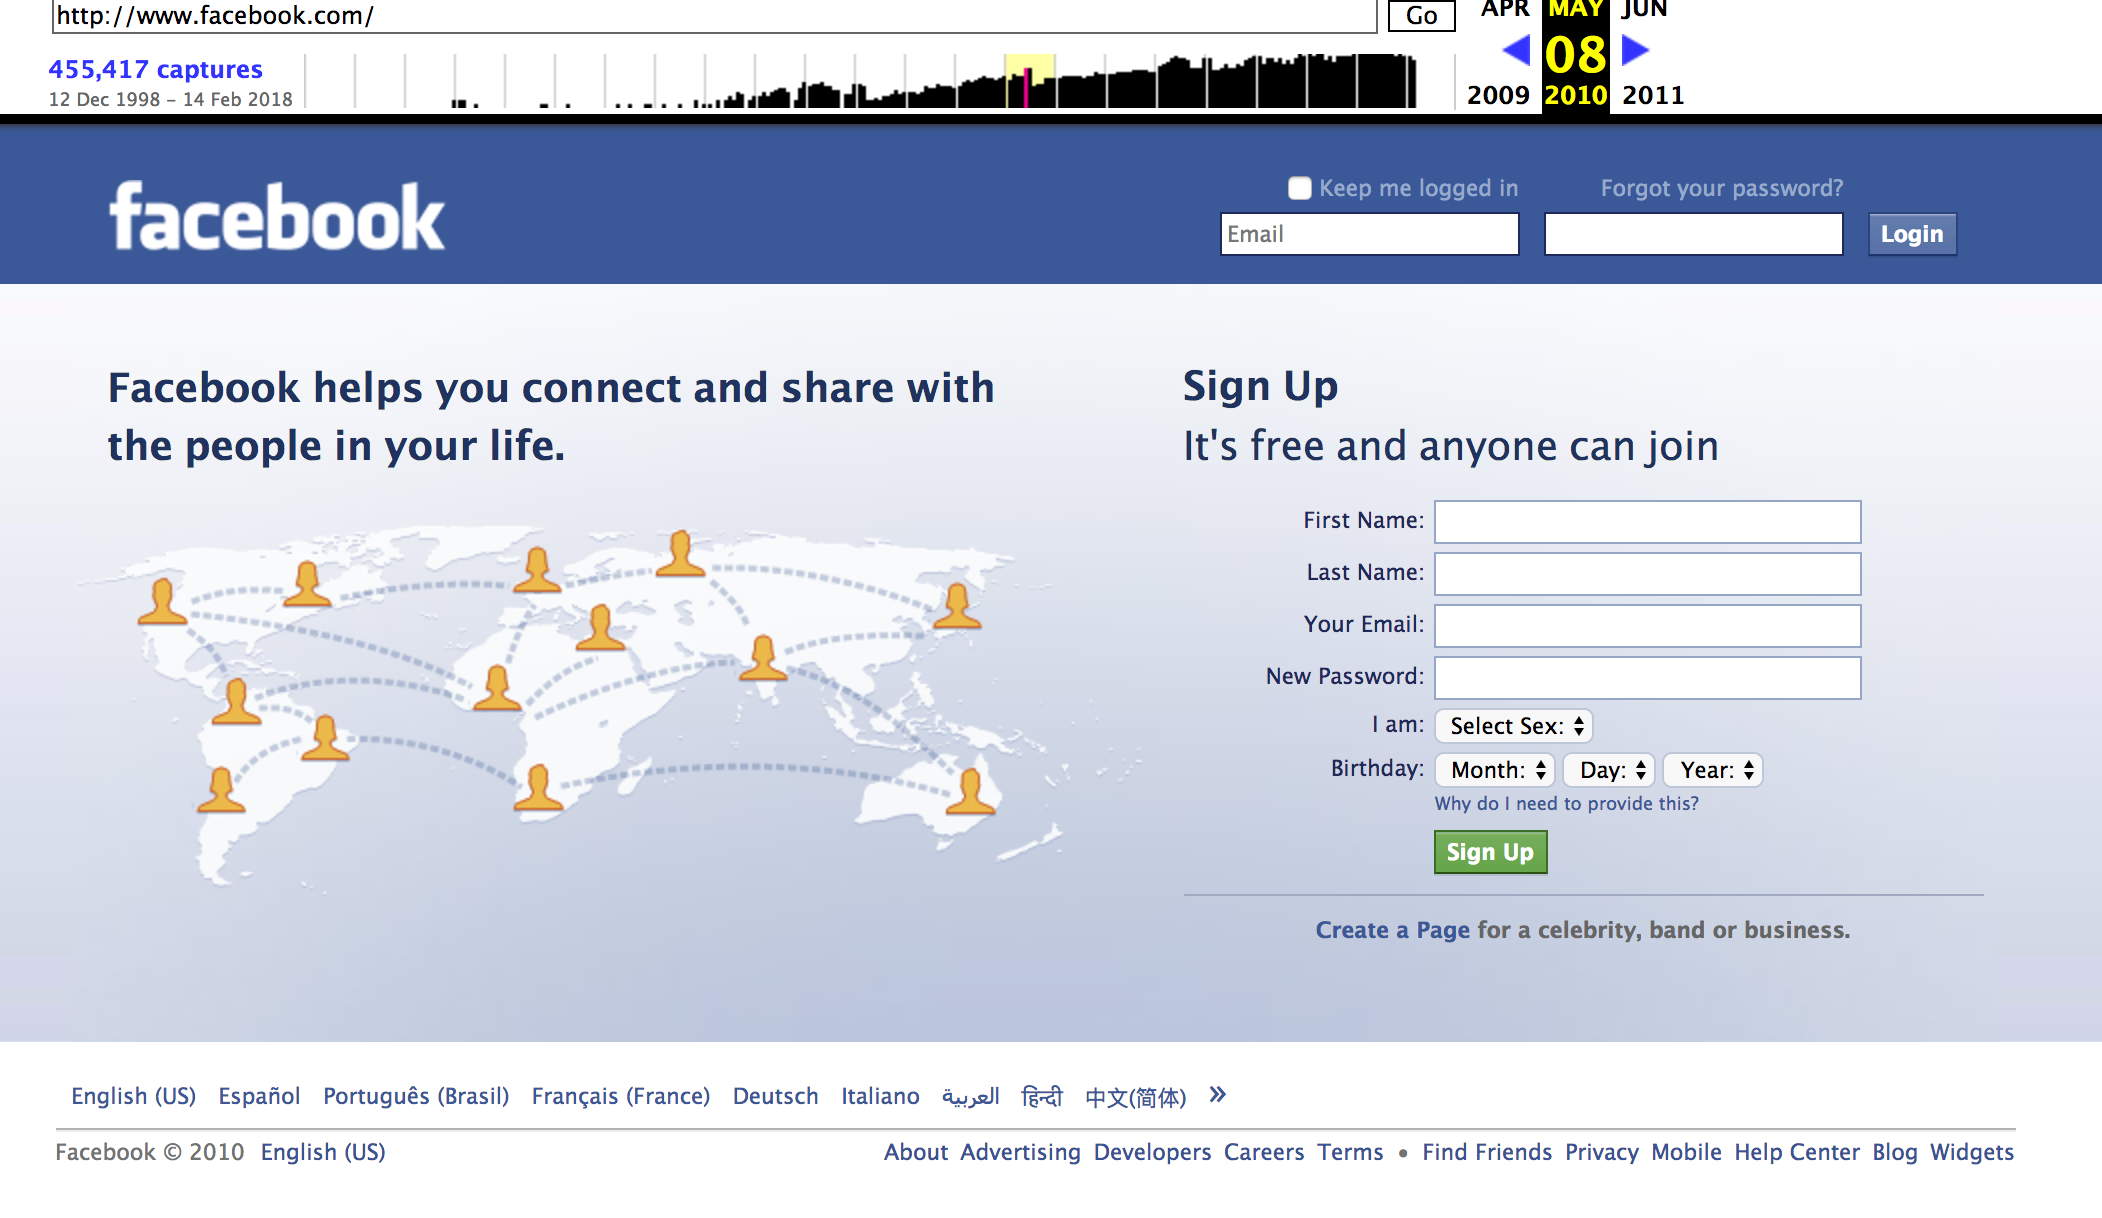 http://www.facebook.com/
Go
APR MAY JUN
08
2009 2010 2011
455,417 captures
12 Dec 1998 – 14 Feb 2018
facebook
Keep me logged in
Forgot your password?
Email
Login
Facebook helps you connect and share with
the people in your life.
Sign Up
It's free and anyone can join
First Name:
Last Name:
Your Email:
New Password:
I am: Select Sex:
Birthday: Month: Day: Year:
Why do I need to provide this?
Sign Up
Create a Page for a celebrity, band or business.
English (US) Español Português (Brasil) Français (France) Deutsch Italiano العربية हिन्दी 中文(简体) »
Facebook © 2010 English (US)
About Advertising Developers Careers Terms • Find Friends Privacy Mobile Help Center Blog Widgets